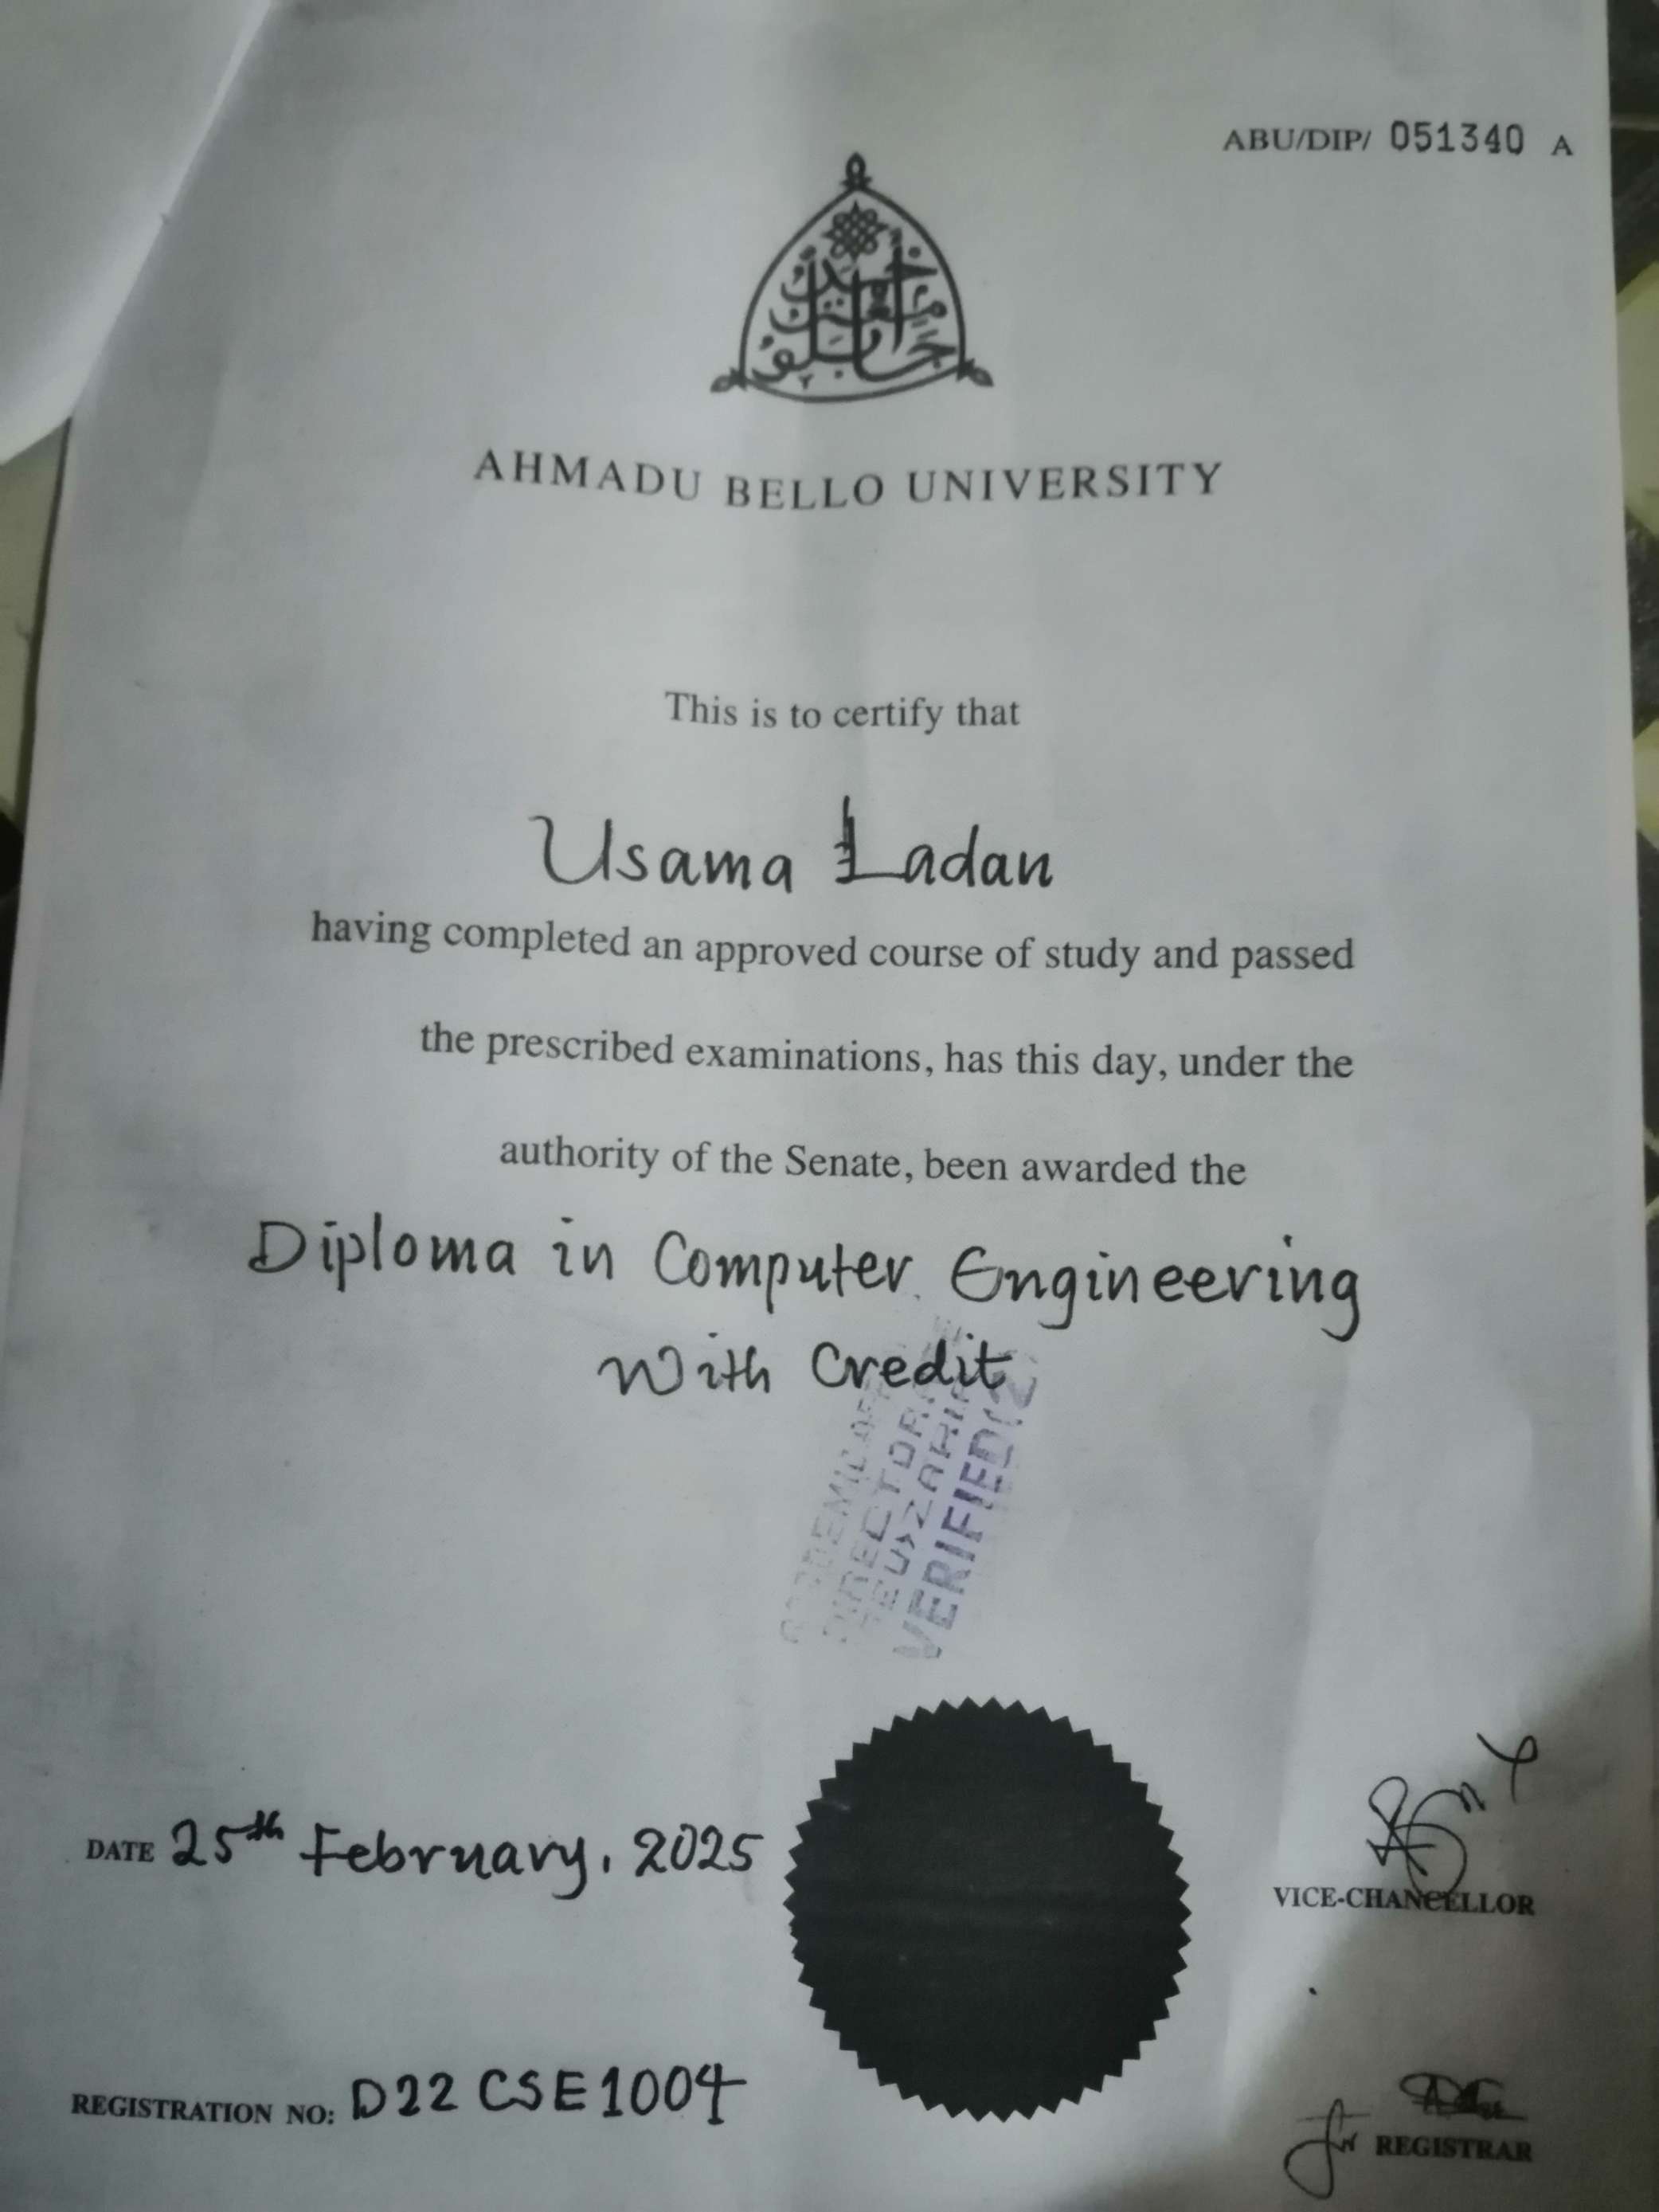 ABU/DIP/ 051340 A
AHMADU BELLO UNIVERSITY
This is to certify that
Usama Ladan
having completed an approved course of study and passed
the prescribed examinations, has this day, under the
authority of the Senate, been awarded the
Diploma in Computer Engineering
With Credit
VERIFIED (2)
DATE 25th February, 2025
VICE-CHANCELLOR
REGISTRATION NO: D22 CSE1004
for REGISTRAR